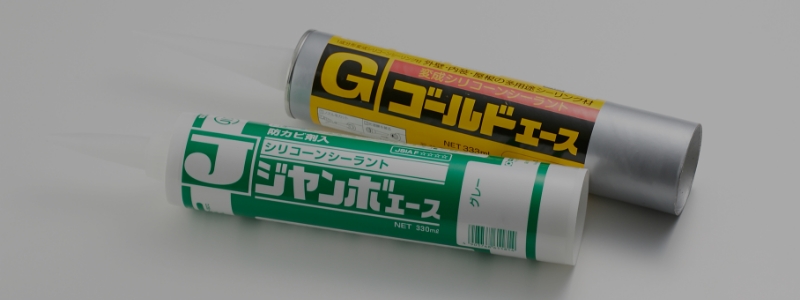 外壁・内装・屋根の多用途シーリング材
変成シリコーンシーラント
G
ゴールドエース
NET 333mℓ
防カビ剤入
J
シリコーンシーラント
JSIA F☆☆☆☆
ジャンボエース
NET 330mℓ
グレー